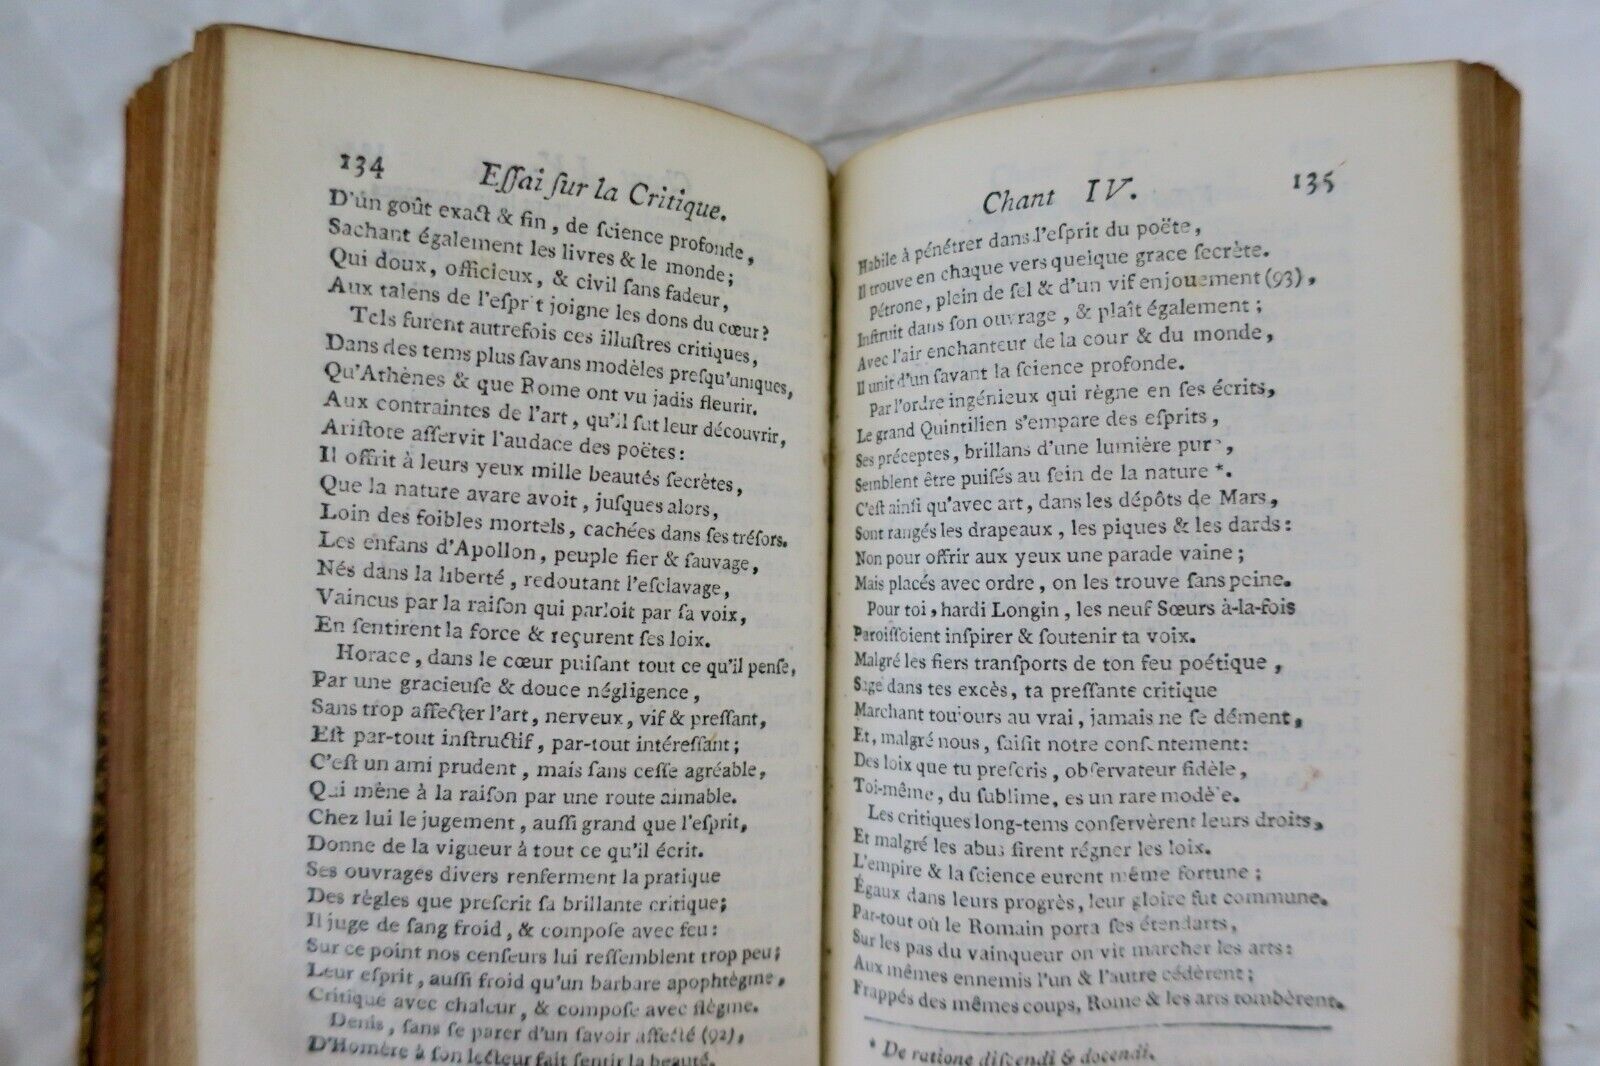 134 Eſſai ſur la Critique.
D'un goût exact & fin, de ſcience profonde,
Sachant également les livres & le monde;
Qui doux, officieux, & civil ſans fadeur,
Aux talens de l'eſprit joigne les dons du cœur?
Tels furent autrefois ces illuſtres critiques,
Dans des tems plus ſavans modèles preſqu'uniques,
Qu'Athènes & que Rome ont vu jadis fleurir.
Aux contraintes de l'art, qu'il ſut leur découvrir,
Ariſtote aſſervit l'audace des poëtes:
Il offrit à leurs yeux mille beautés ſecrètes,
Que la nature avare avoit, juſques alors,
Loin des foibles mortels, cachées dans ſes tréſors.
Les enfans d'Apollon, peuple fier & ſauvage,
Nés dans la liberté, redoutant l'eſclavage,
Vaincus par la raiſon qui parloit par ſa voix,
En ſentirent la force & reçurent ſes loix.
Horace, dans le cœur puiſant tout ce qu'il penſe,
Par une gracieuſe & douce négligence,
Sans trop affecter l'art, nerveux, vif & preſſant,
Eſt par-tout inſtructif, par-tout intéreſſant;
C'eſt un ami prudent, mais ſans ceſſe agréable,
Qui mène à la raiſon par une route aimable.
Chez lui le jugement, auſſi grand que l'eſprit,
Donne de la vigueur à tout ce qu'il écrit.
Ses ouvrages divers renferment la pratique
Des règles que preſcrit ſa brillante critique;
Il juge de ſang froid, & compoſe avec feu:
Sur ce point nos cenſeurs lui reſſemblent trop peu;
Leur eſprit, auſſi froid qu'un barbare apophtègme,
Critique avec chaleur, & compoſe avec flègme.
Denis, ſans ſe parer d'un ſavoir affecté (92),
D'Homère à ſon lecteur fait ſentir la beauté.
Chant IV. 135
Habile à pénétrer dans l'eſprit du poëte,
Il trouve en chaque vers quelque grace ſecrète.
Pétrone, plein de ſel & d'un vif enjouement (93),
Inſtruit dans ſon ouvrage, & plaît également;
Avec l'air enchanteur de la cour & du monde,
Il unit d'un ſavant la ſcience profonde.
Par l'ordre ingénieux qui règne en ſes écrits,
Le grand Quintilien s'empare des eſprits,
Ses préceptes, brillans d'une lumière pure,
Semblent être puiſés au ſein de la nature *.
C'eſt ainſi qu'avec art, dans les dépôts de Mars,
Sont rangés les drapeaux, les piques & les dards:
Non pour offrir aux yeux une parade vaine;
Mais placés avec ordre, on les trouve ſans peine.
Pour toi, hardi Longin, les neuf Sœurs à-la-fois
Paroiſſoient inſpirer & ſoutenir ta voix.
Malgré les fiers tranſports de ton feu poétique,
Sage dans tes excès, ta preſſante critique
Marchant toujours au vrai, jamais ne ſe dément,
Et, malgré nous, ſaiſit notre conſentement:
Des loix que tu preſcris, obſervateur fidèle,
Toi-même, du ſublime, es un rare modèle.
Les critiques long-tems conſervèrent leurs droits,
Et malgré les abus firent régner les loix.
L'empire & la ſcience eurent même fortune;
Égaux dans leurs progrès, leur gloire fut commune.
Par-tout où le Romain porta ſes étendarts,
Sur les pas du vainqueur on vit marcher les arts:
Aux mêmes ennemis l'un & l'autre cédèrent;
Frappés des mêmes coups, Rome & les arts tombèrent.
* De ratione diſcendi & docendi.